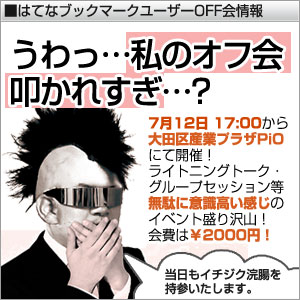 ■はてなブックマークユーザーOFF会情報
うわっ…私のオフ会
叩かれすぎ…？
7月12日 17:00から
大田区産業プラザPiO
にて開催！
ライトニングトーク・
グループセッション等
無駄に意識高い感じの
イベント盛り沢山！
会費は￥2000円！
当日もイチジク浣腸を
持参いたします。